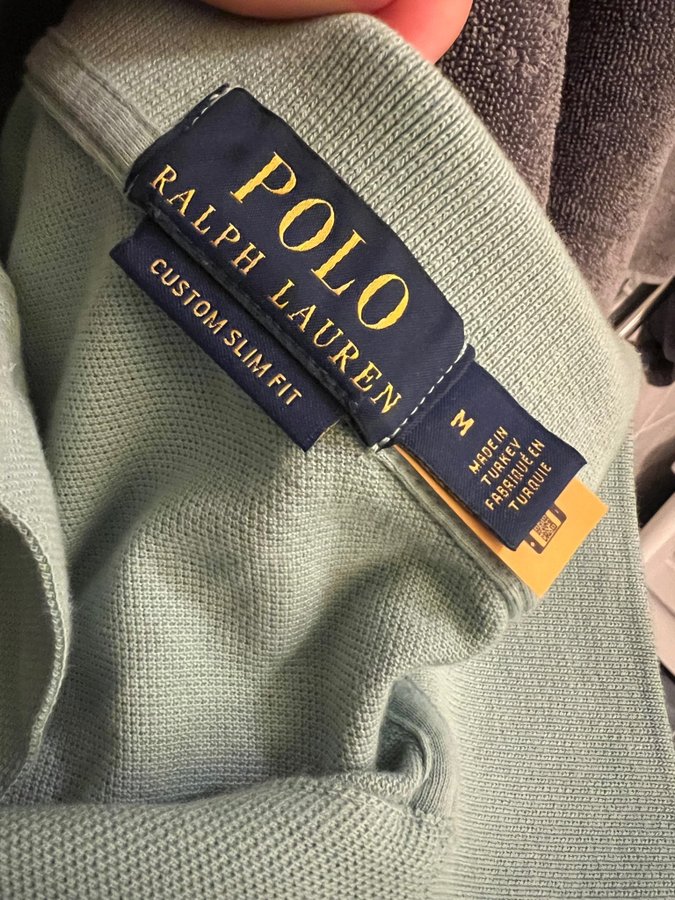 POLO
RALPH LAUREN
CUSTOM SLIM FIT
M
MADE IN
TURKEY
FABRIQUÉ EN
TURQUIE